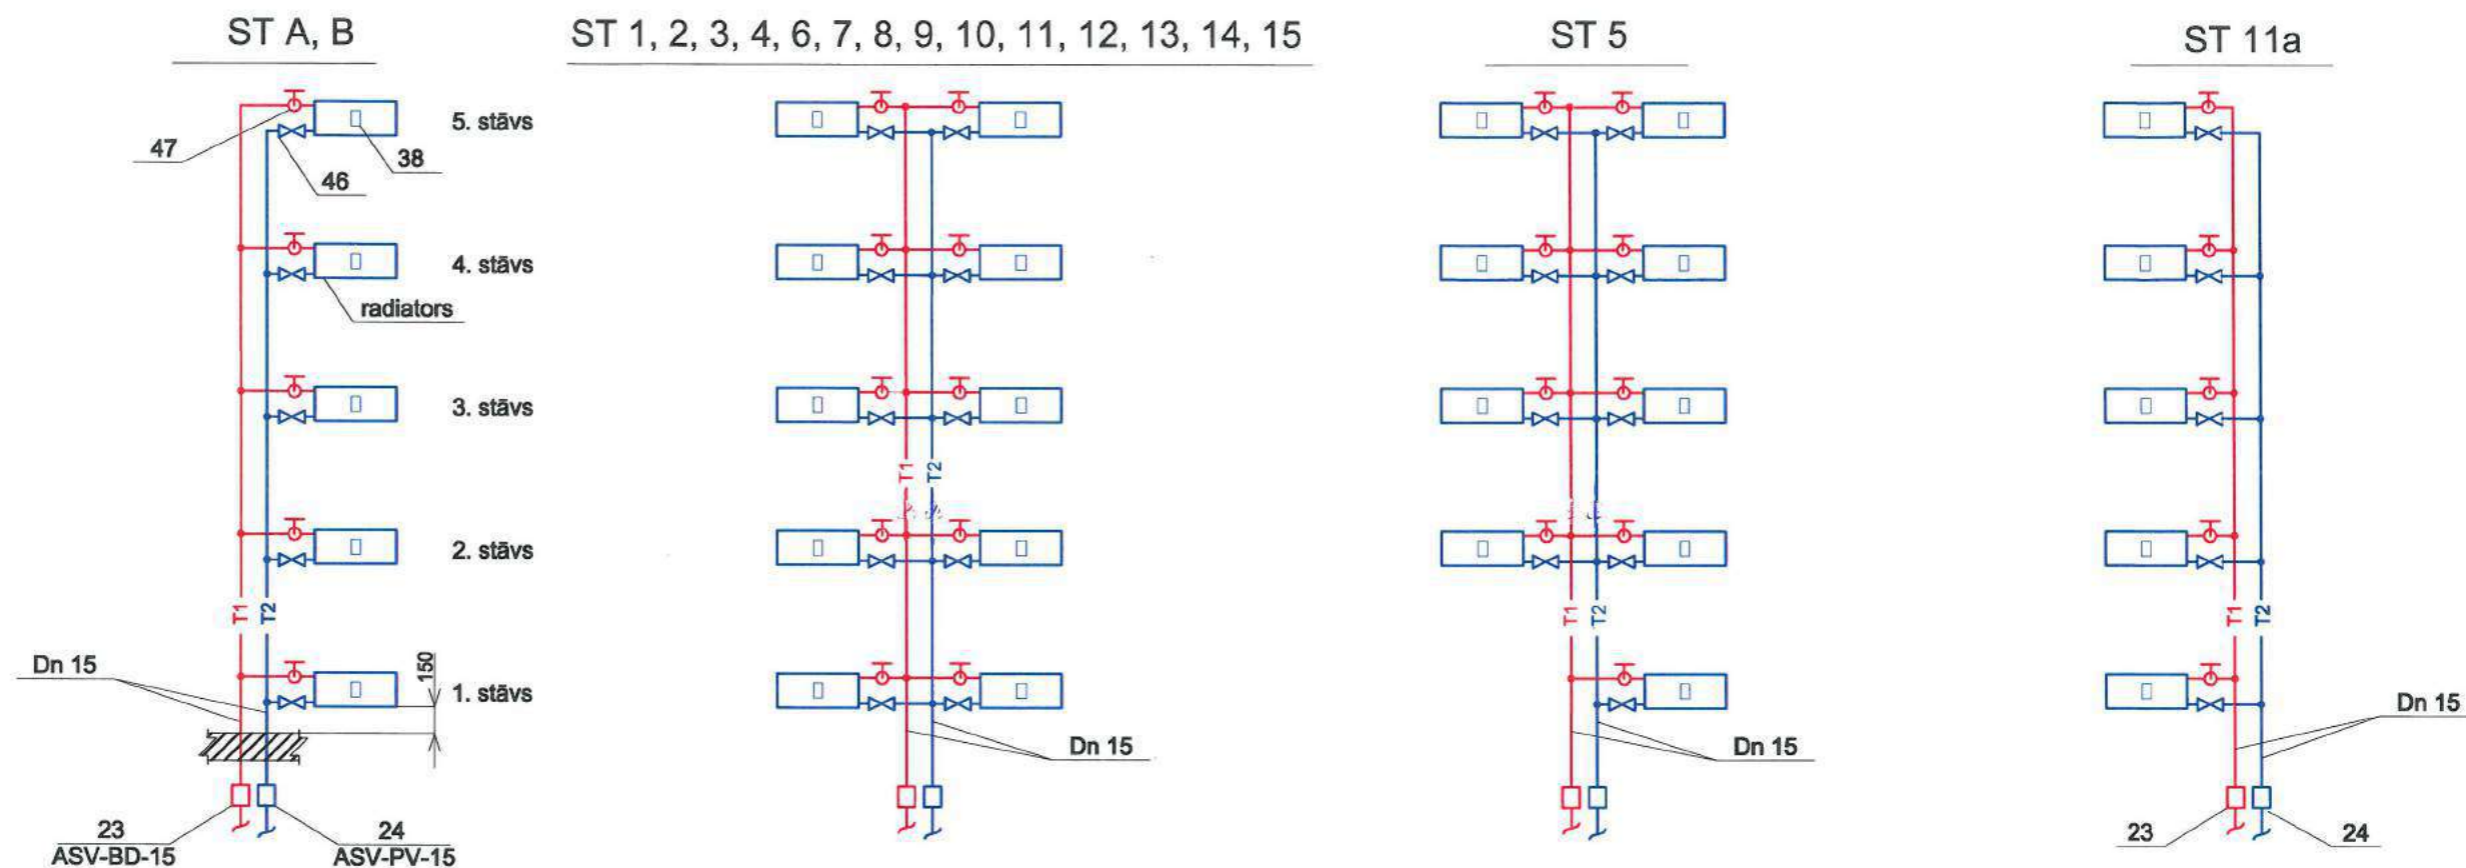 ST A, B
47
46
38
5. stāvs
4. stāvs
radiators
3. stāvs
2. stāvs
T1
T2
Dn 15
150
1. stāvs
23
ASV-BD-15
24
ASV-PV-15
ST 1, 2, 3, 4, 6, 7, 8, 9, 10, 11, 12, 13, 14, 15
T1
T2
Dn 15
ST 5
T1
T2
Dn 15
ST 11a
T1
T2
Dn 15
23
24